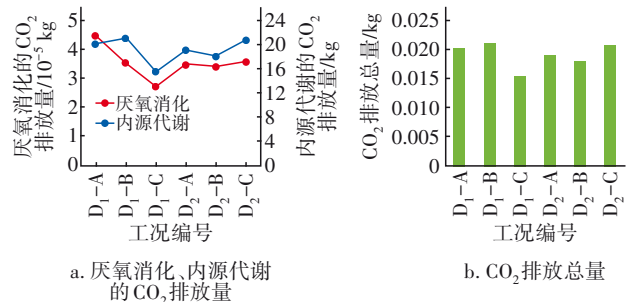 厌氧消化的CO₂
排放量/10⁻⁵ kg
5
4
3
2
1
0
厌氧消化
内源代谢
24
20
16
12
8
4
0
内源代谢的CO₂
排放量/kg
D₁-A
D₁-B
D₁-C
D₂-A
D₂-B
D₂-C
工况编号
a. 厌氧消化、内源代谢
的CO₂排放量
CO₂排放总量/kg
0.025
0.020
0.015
0.010
0.005
0
D₁-A
D₁-B
D₁-C
D₂-A
D₂-B
D₂-C
工况编号
b. CO₂排放总量